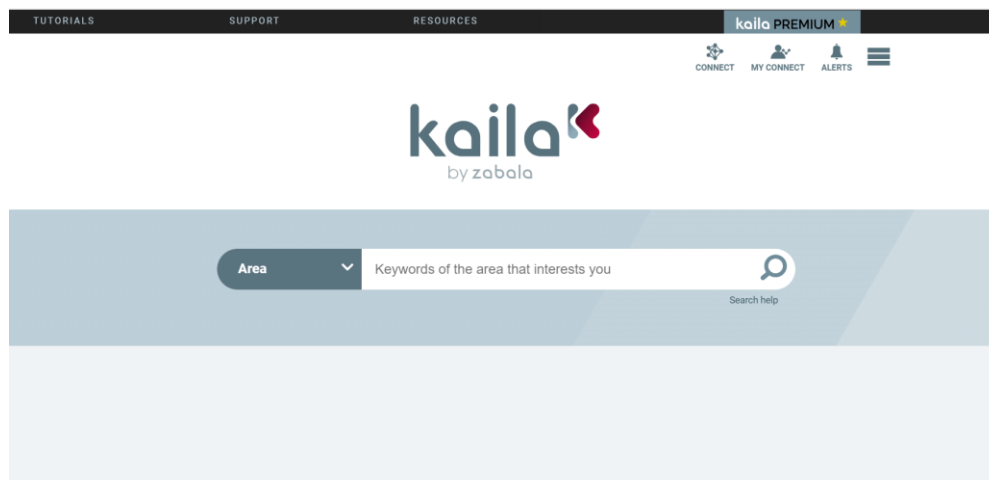 TUTORIALS SUPPORT RESOURCES kaila PREMIUM
CONNECT MY CONNECT ALERTS
kaila
by zabala
Area Keywords of the area that interests you
Search help